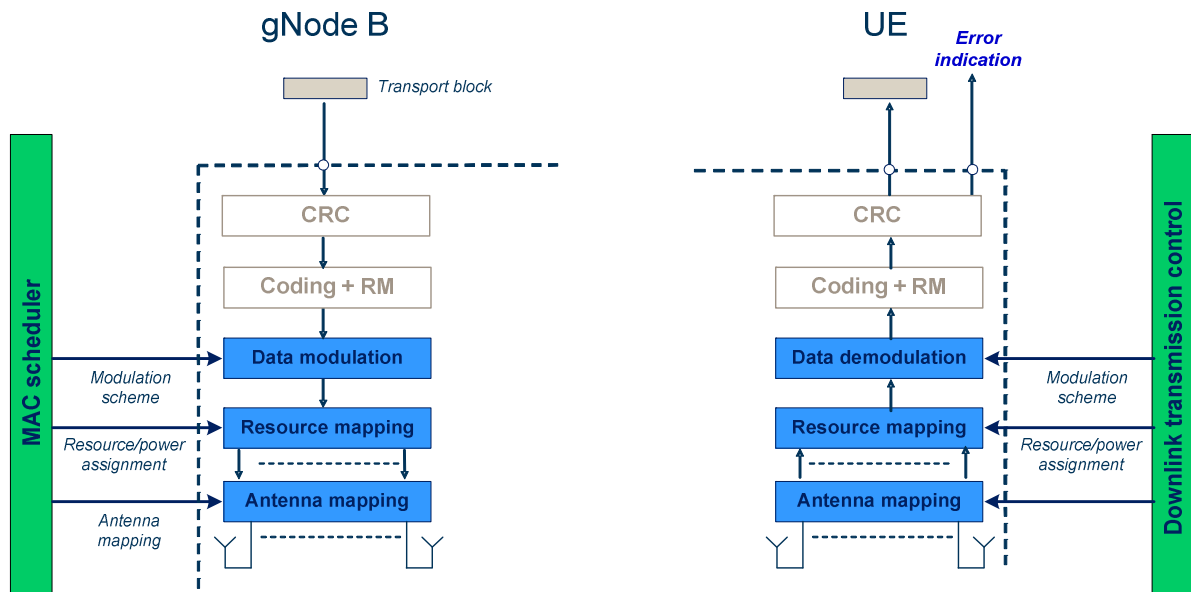 gNode B
UE
Error
indication
Transport block
MAC scheduler
CRC
Coding + RM
Data modulation
Resource mapping
Antenna mapping
Modulation
scheme
Resource/power
assignment
Antenna
mapping
CRC
Coding + RM
Data demodulation
Resource mapping
Antenna mapping
Modulation
scheme
Resource/power
assignment
Downlink transmission control